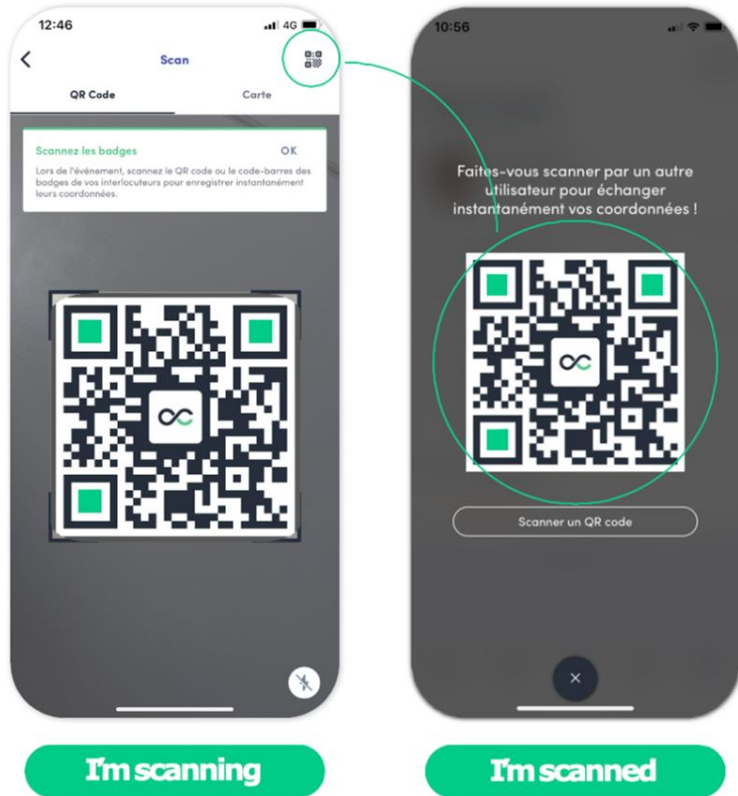 12:46
4G
Scan
QR Code
Carte
Scannez les badges
OK
Lors de l'événement, scannez le QR code ou le code-barres des
badges de vos interlocuteurs pour enregistrer instantanément
leurs coordonnées.
I'm scanning
10:56
Faites-vous scanner par un autre
utilisateur pour échanger
instantanément vos coordonnées !
Scanner un QR code
I'm scanned